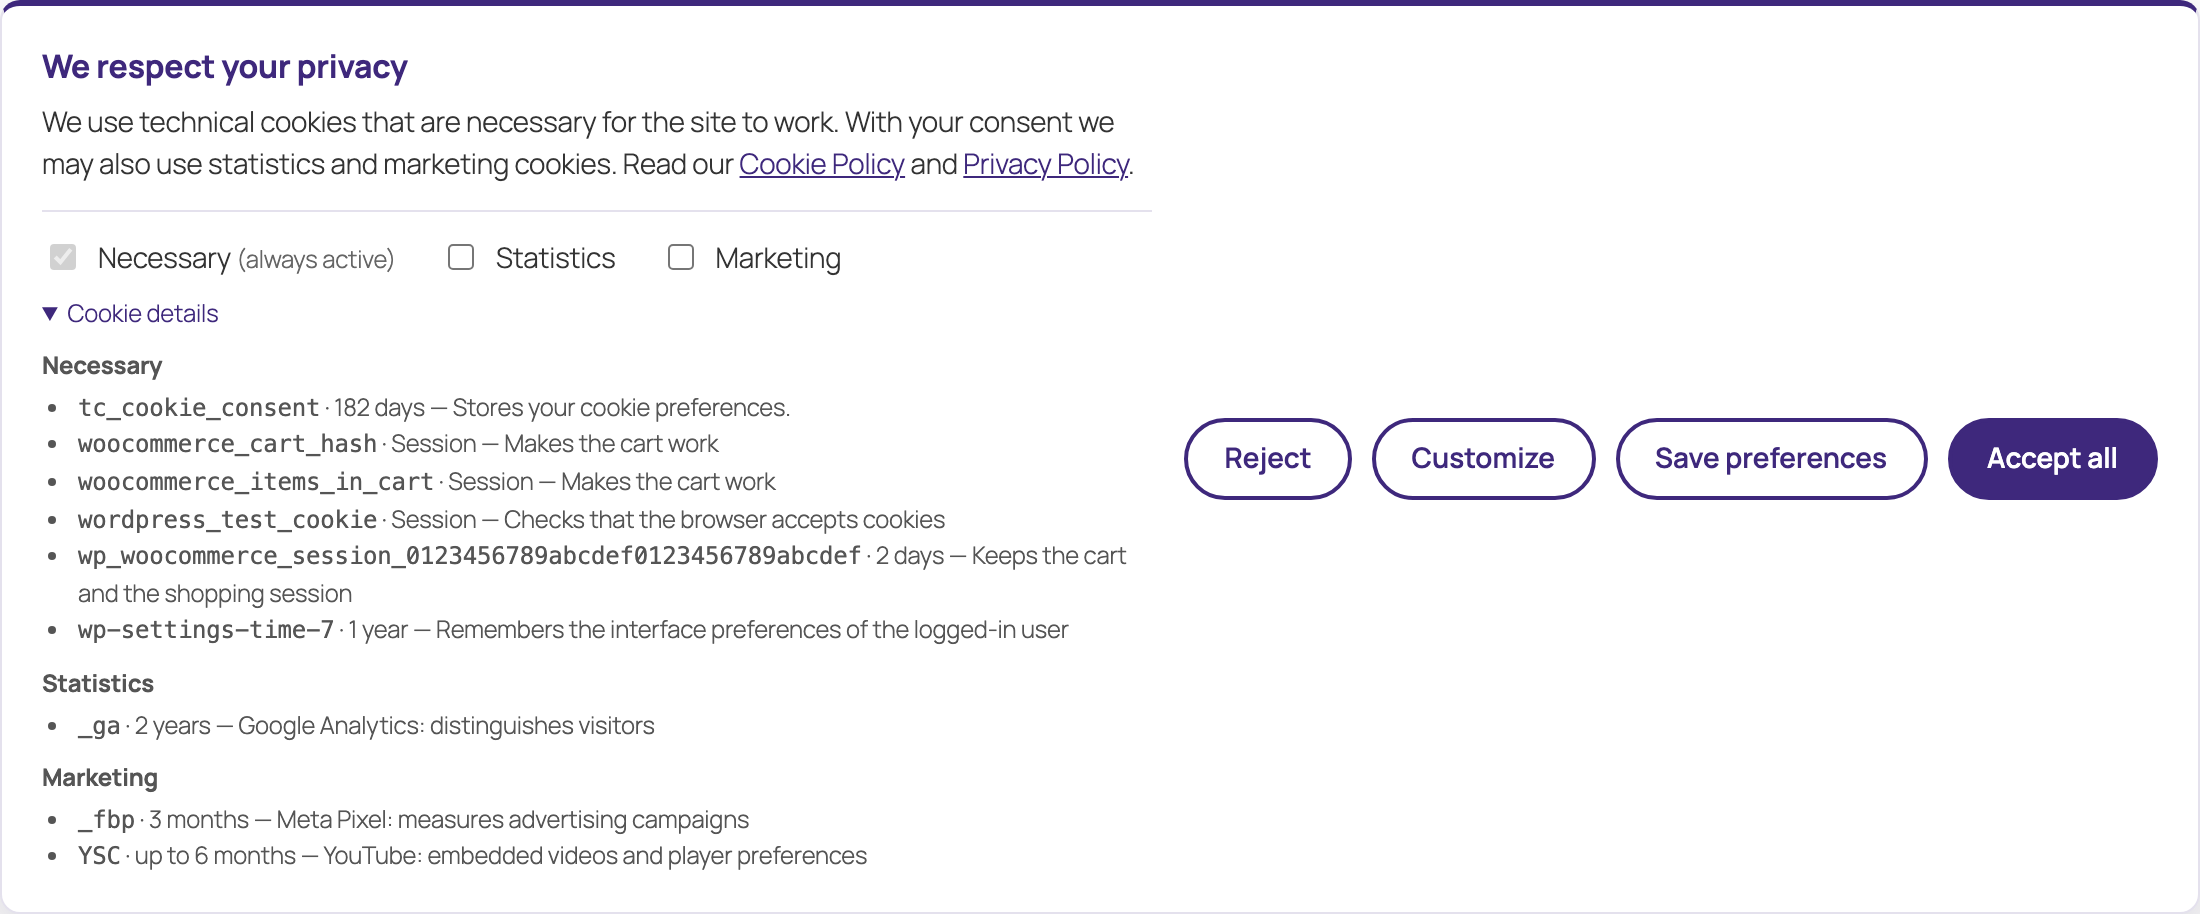 We respect your privacy
We use technical cookies that are necessary for the site to work. With your consent we
may also use statistics and marketing cookies. Read our Cookie Policy and Privacy Policy.
Necessary (always active) Statistics Marketing
▼ Cookie details
Necessary
• tc_cookie_consent · 182 days — Stores your cookie preferences.
• woocommerce_cart_hash · Session — Makes the cart work
• woocommerce_items_in_cart · Session — Makes the cart work
• wordpress_test_cookie · Session — Checks that the browser accepts cookies
• wp_woocommerce_session_0123456789abcdef0123456789abcdef · 2 days — Keeps the cart
and the shopping session
• wp-settings-time-7 · 1 year — Remembers the interface preferences of the logged-in user
Statistics
• _ga · 2 years — Google Analytics: distinguishes visitors
Marketing
• _fbp · 3 months — Meta Pixel: measures advertising campaigns
• YSC · up to 6 months — YouTube: embedded videos and player preferences
Reject Customize Save preferences Accept all